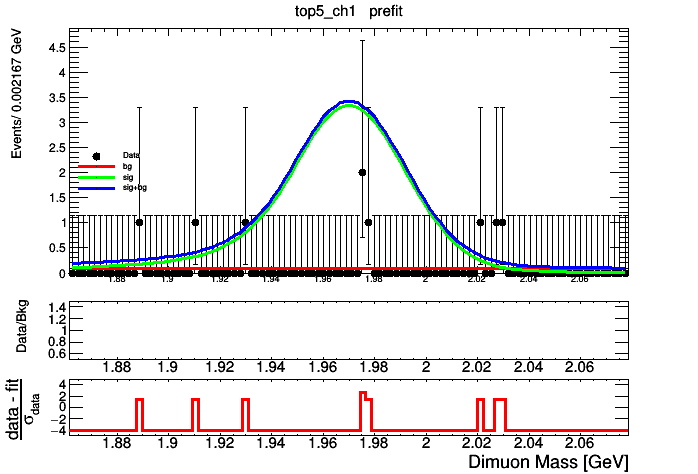 top5_ch1 prefit
Events/ 0.002167 GeV
4.5
4
3.5
3
2.5
2
1.5
1
0.5
0
Data
bg
sig
sig+bg
1.88 1.9 1.92 1.94 1.96 1.98 2 2.02 2.04 2.06
Data/Bkg
1.4
1.2
1
0.8
0.6
1.88 1.9 1.92 1.94 1.96 1.98 2 2.02 2.04 2.06
data - fit
σdata
4
2
0
−2
−4
1.88 1.9 1.92 1.94 1.96 1.98 2 2.02 2.04 2.06
Dimuon Mass [GeV]